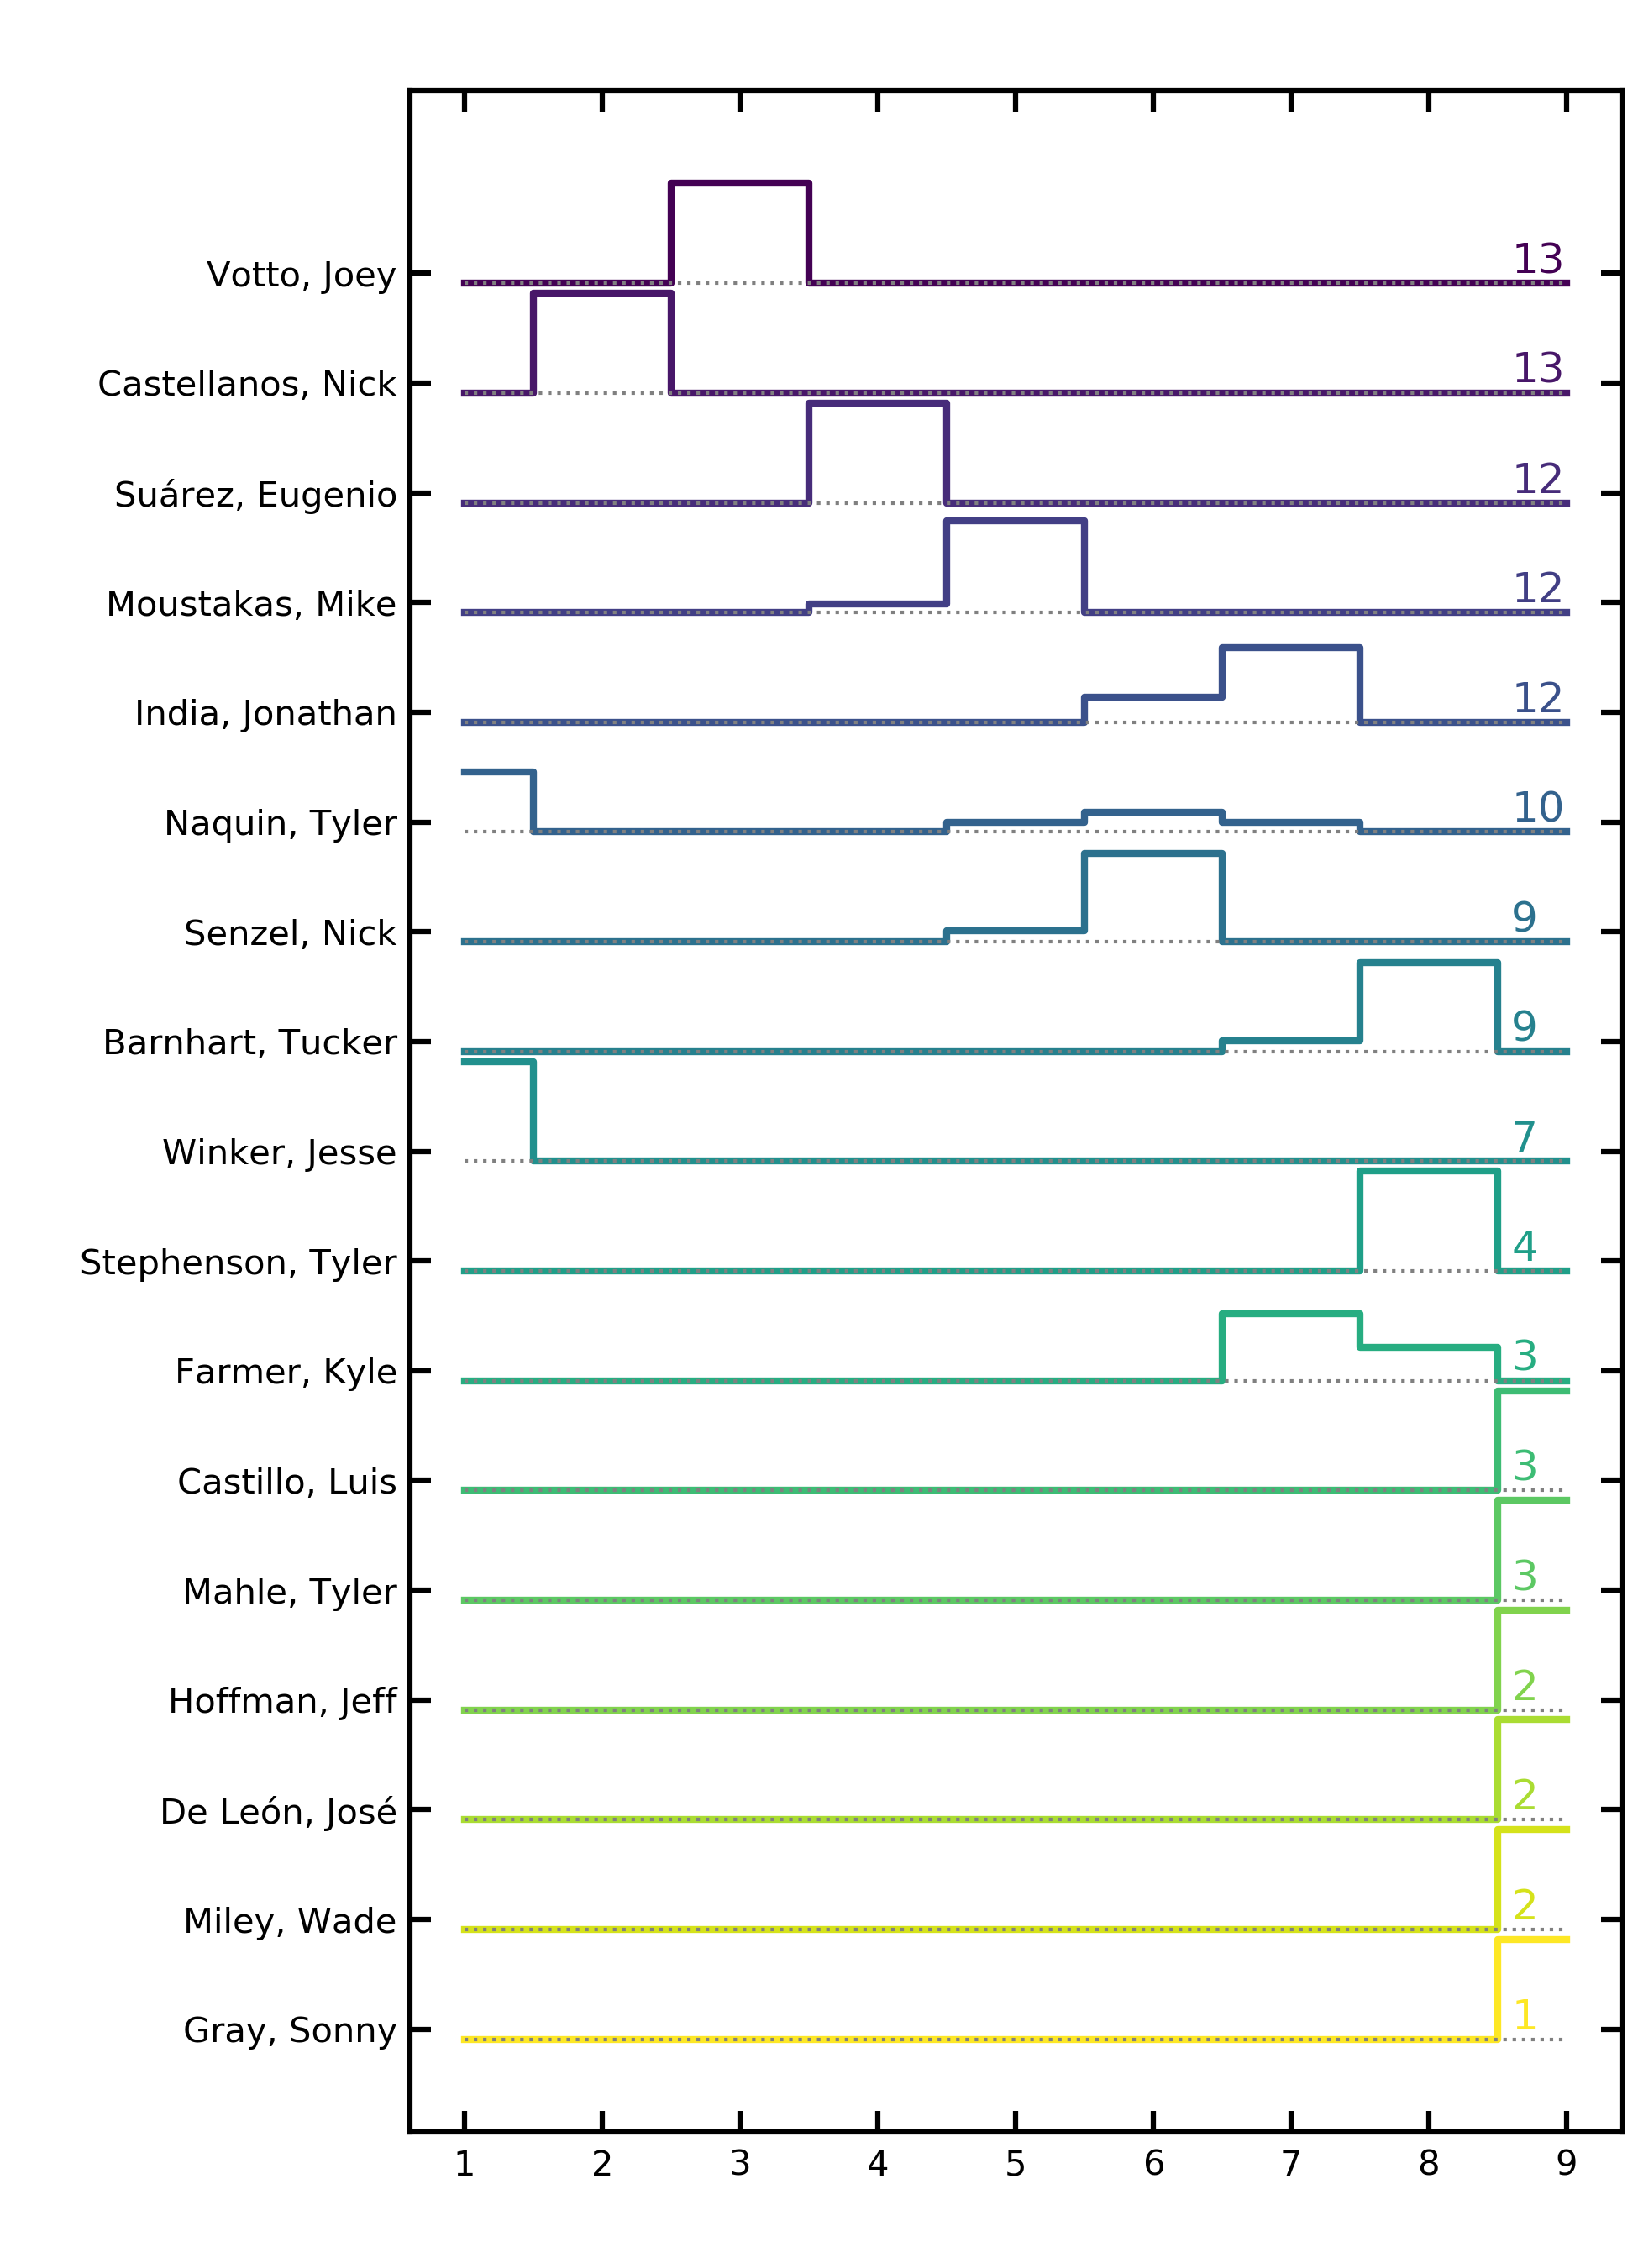 Votto, Joey 13
Castellanos, Nick 13
Suárez, Eugenio 12
Moustakas, Mike 12
India, Jonathan 12
Naquin, Tyler 10
Senzel, Nick 9
Barnhart, Tucker 9
Winker, Jesse 7
Stephenson, Tyler 4
Farmer, Kyle 3
Castillo, Luis 3
Mahle, Tyler 3
Hoffman, Jeff 2
De León, José 2
Miley, Wade 2
Gray, Sonny 1
1 2 3 4 5 6 7 8 9